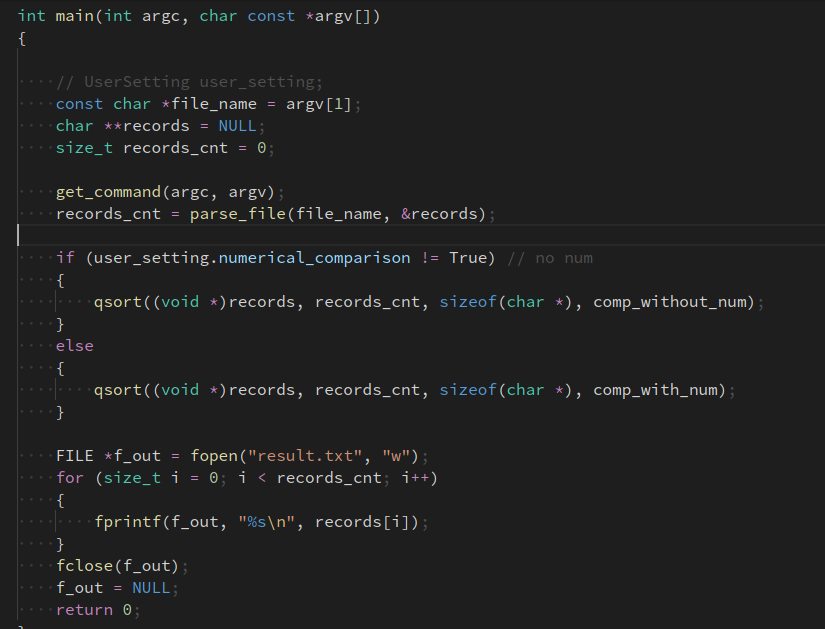 int main(int argc, char const *argv[])
{
    // UserSetting user_setting;
    const char *file_name = argv[1];
    char **records = NULL;
    size_t records_cnt = 0;
    get_command(argc, argv);
    records_cnt = parse_file(file_name, &records);
    if (user_setting.numerical_comparison != True) // no num
    {
        qsort((void *)records, records_cnt, sizeof(char *), comp_without_num);
    }
    else
    {
        qsort((void *)records, records_cnt, sizeof(char *), comp_with_num);
    }
    FILE *f_out = fopen("result.txt", "w");
    for (size_t i = 0; i < records_cnt; i++)
    {
        fprintf(f_out, "%s\n", records[i]);
    }
    fclose(f_out);
    f_out = NULL;
    return 0;